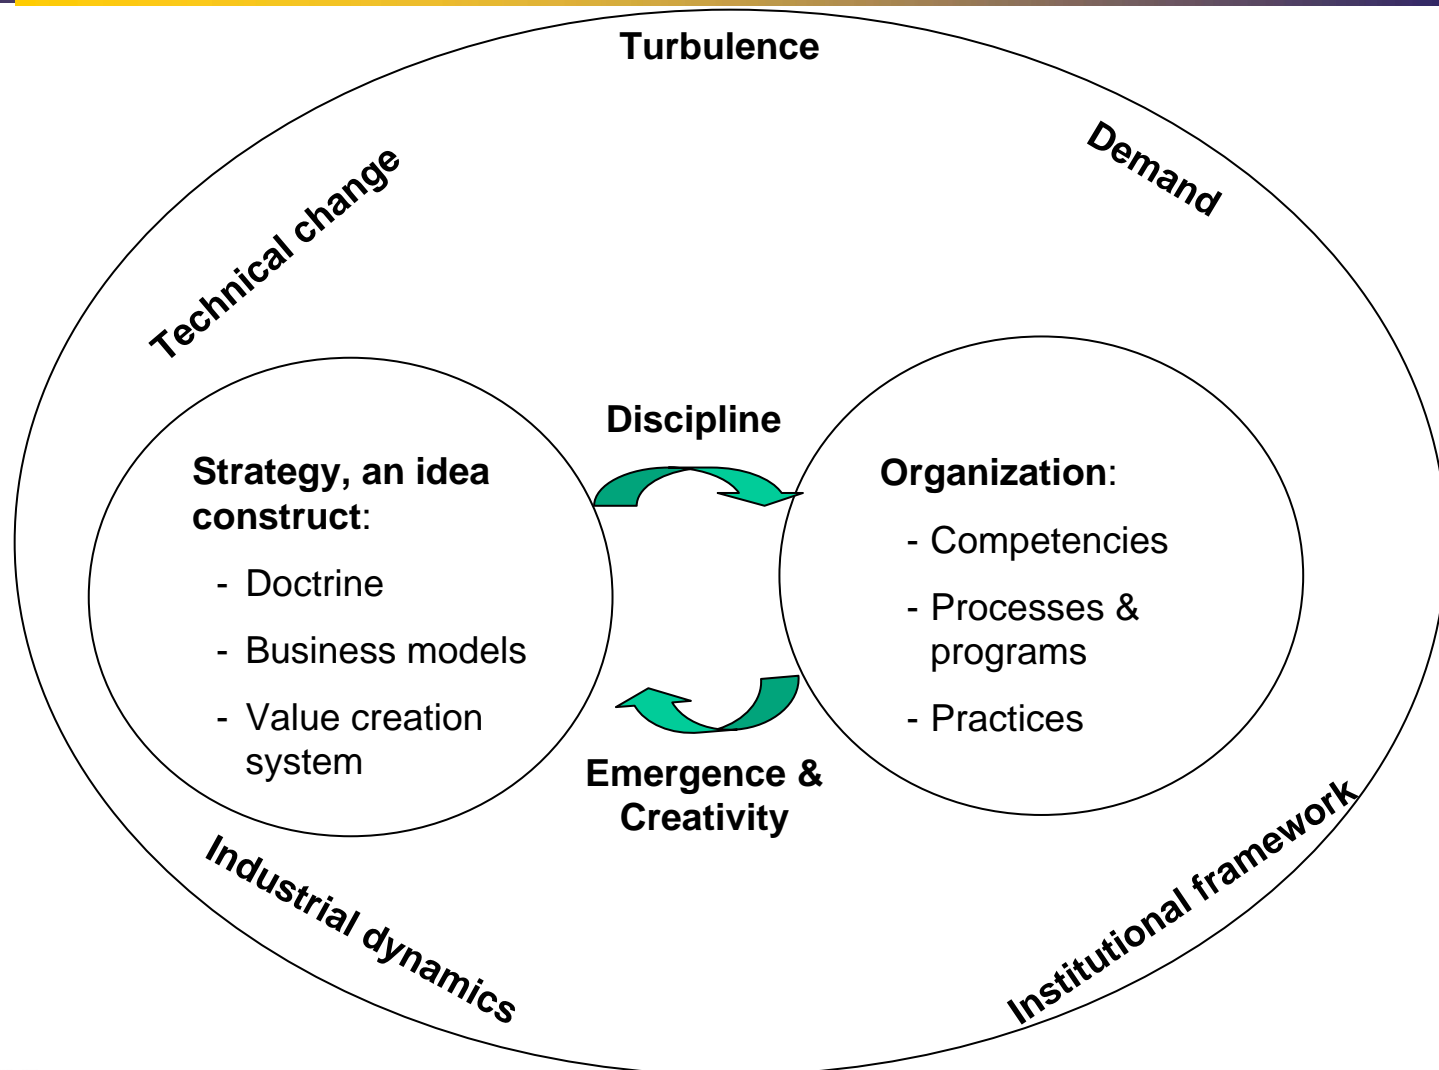 Turbulence
Demand
Technical change
Discipline
Strategy, an idea
construct:
- Doctrine
- Business models
- Value creation
system
Organization:
- Competencies
- Processes &
programs
- Practices
Emergence &
Creativity
Industrial dynamics
Institutional framework